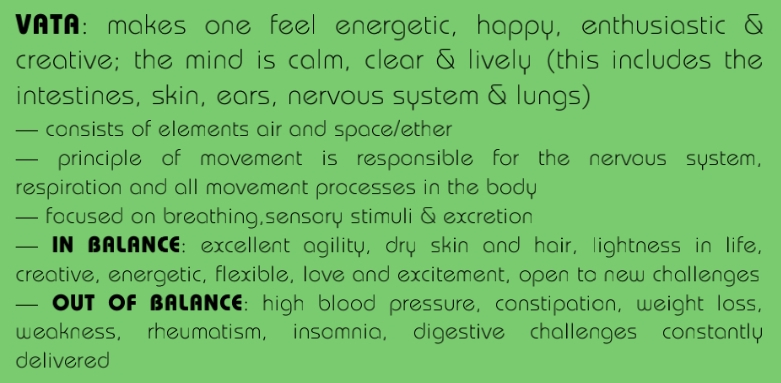 VATA: makes one feel energetic, happy, enthusiastic &
creative; the mind is calm, clear & lively (this includes the
intestines, skin, ears, nervous system & lungs)
— consists of elements air and space/ether
— principle of movement is responsible for the nervous system,
respiration and all movement processes in the body
— focused on breathing,sensory stimuli & excretion
— IN BALANCE: excellent agility, dry skin and hair, lightness in life,
creative, energetic, flexible, love and excitement, open to new challenges
— OUT OF BALANCE: high blood pressure, constipation, weight loss,
weakness, rheumatism, insomnia, digestive challenges constantly
delivered